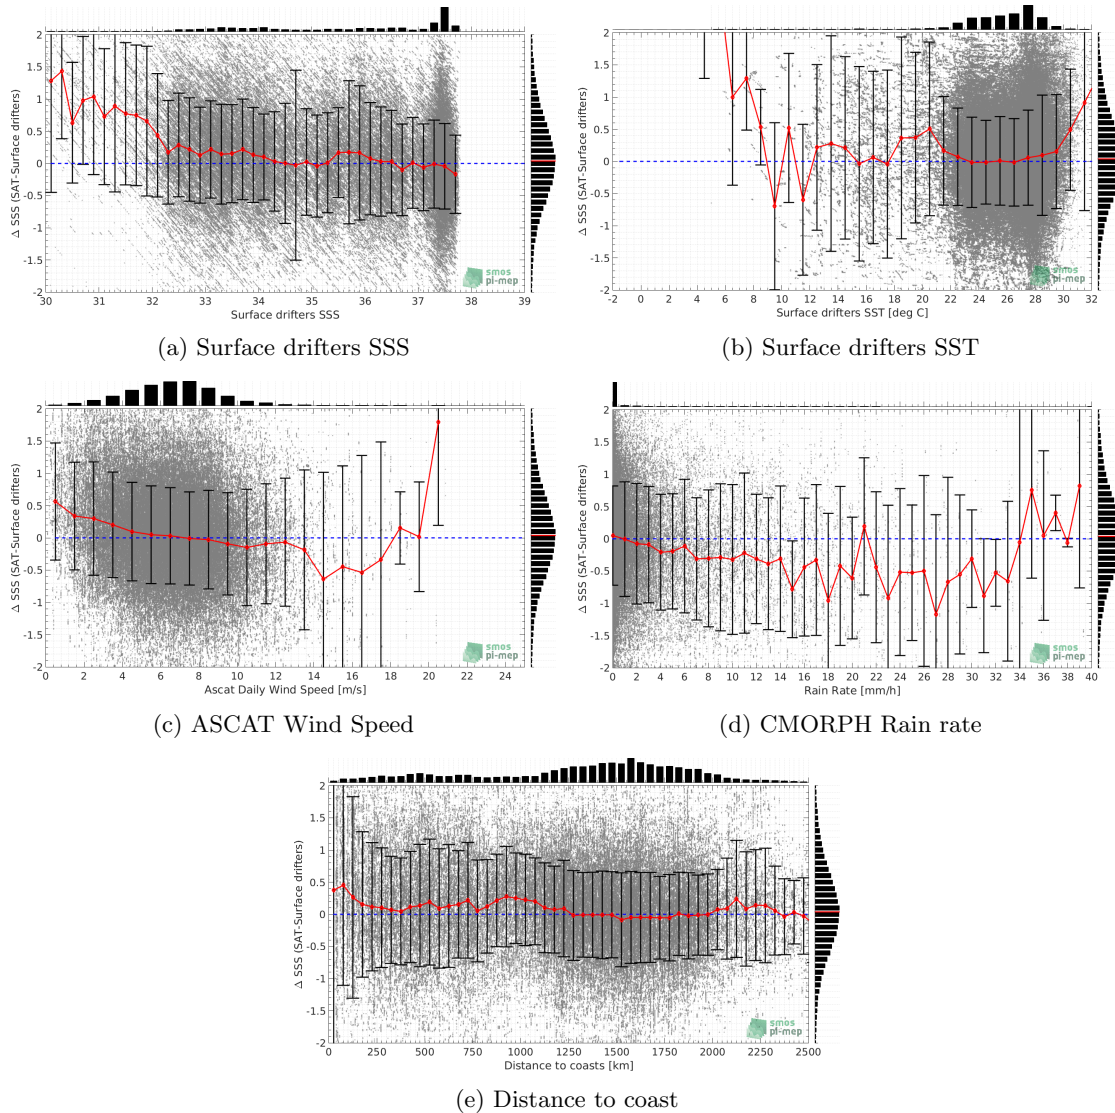 2
1.5
1
0.5
0
-0.5
-1
-1.5
-2
Δ SSS (SAT-Surface drifters)
30 31 32 33 34 35 36 37 38 39
Surface drifters SSS
smos
pi-mep
(a) Surface drifters SSS
2
1.5
1
0.5
0
-0.5
-1
-1.5
-2
Δ SSS (SAT-Surface drifters)
-2 0 2 4 6 8 10 12 14 16 18 20 22 24 26 28 30 32
Surface drifters SST [deg C]
smos
pi-mep
(b) Surface drifters SST
2
1.5
1
0.5
0
-0.5
-1
-1.5
-2
Δ SSS (SAT-Surface drifters)
0 2 4 6 8 10 12 14 16 18 20 22 24
Ascat Daily Wind Speed [m/s]
smos
pi-mep
(c) ASCAT Wind Speed
2
1.5
1
0.5
0
-0.5
-1
-1.5
-2
Δ SSS (SAT-Surface drifters)
0 2 4 6 8 10 12 14 16 18 20 22 24 26 28 30 32 34 36 38 40
Rain Rate [mm/h]
smos
pi-mep
(d) CMORPH Rain rate
2
1.5
1
0.5
0
-0.5
-1
-1.5
-2
Δ SSS (SAT-Surface drifters)
0 250 500 750 1000 1250 1500 1750 2000 2250 2500
Distance to coasts [km]
smos
pi-mep
(e) Distance to coast